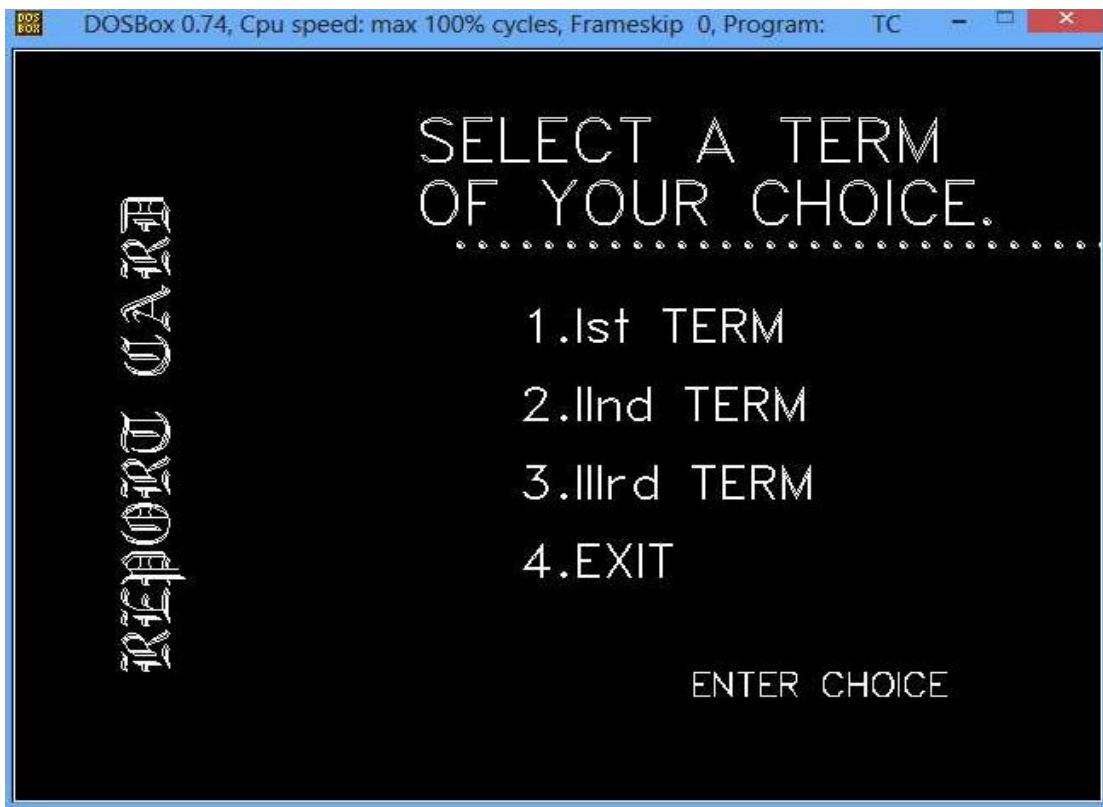 DOSBox 0.74, Cpu speed: max 100% cycles, Frameskip 0, Program: TC
REPORT CARD
SELECT A TERM
OF YOUR CHOICE.
1.Ist TERM
2.IInd TERM
3.IIIrd TERM
4.EXIT
ENTER CHOICE